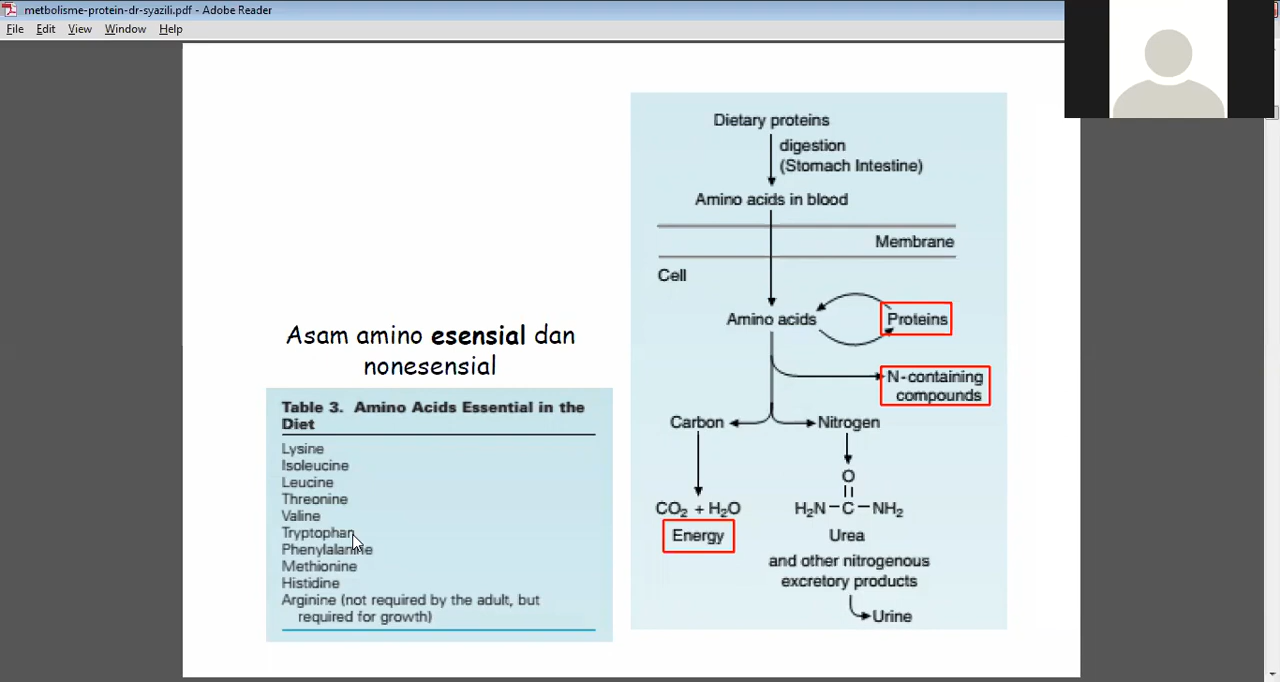 metbolisme-protein-dr-syazili.pdf - Adobe Reader
File Edit View Window Help
Asam amino esensial dan
nonesensial
Table 3. Amino Acids Essential in the
Diet
Lysine
Isoleucine
Leucine
Threonine
Valine
Tryptophan
Phenylalanine
Methionine
Histidine
Arginine (not required by the adult, but
required for growth)
Dietary proteins
digestion
(Stomach Intestine)
Amino acids in blood
Membrane
Cell
Amino acids
Proteins
N-containing
compounds
Carbon
Nitrogen
O
CO₂ + H₂O
H₂N–C–NH₂
Energy
Urea
and other nitrogenous
excretory products
Urine